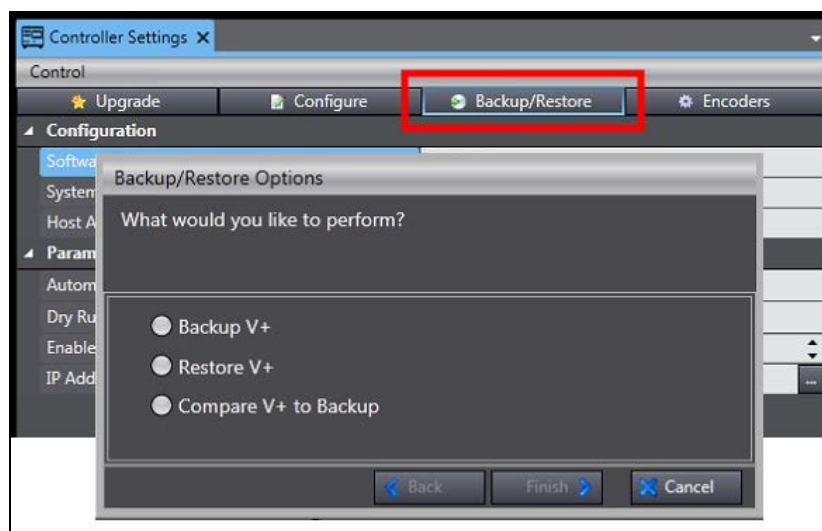 Controller Settings
Control
Upgrade Configure Backup/Restore Encoders
Configuration
Softwa
System
Host A
Param
Autom
Dry Ru
Enable
IP Add
...
Backup/Restore Options
What would you like to perform?
Backup V+
Restore V+
Compare V+ to Backup
Back Finish Cancel